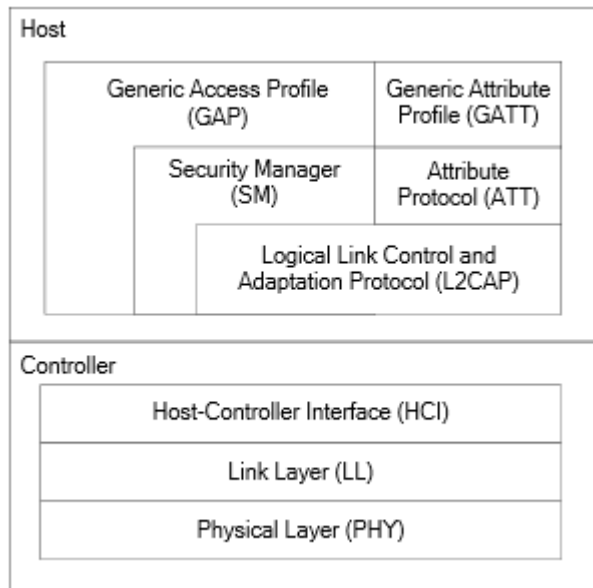 Host
Generic Access Profile
(GAP)
Generic Attribute
Profile (GATT)
Security Manager
(SM)
Attribute
Protocol (ATT)
Logical Link Control and
Adaptation Protocol (L2CAP)
Controller
Host-Controller Interface (HCI)
Link Layer (LL)
Physical Layer (PHY)